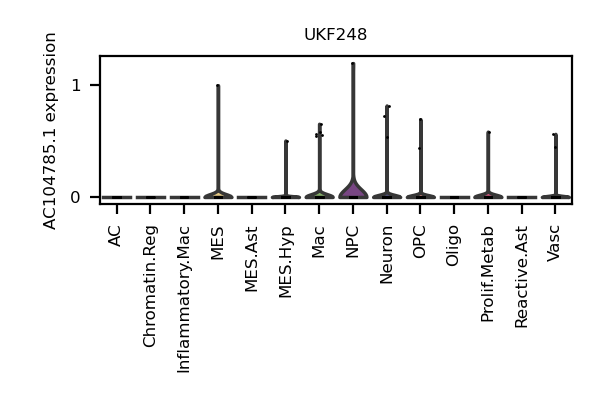 UKF248
AC104785.1 expression
1
0
AC
Chromatin.Reg
Inflammatory.Mac
MES
MES.Ast
MES.Hyp
Mac
NPC
Neuron
OPC
Oligo
Prolif.Metab
Reactive.Ast
Vasc